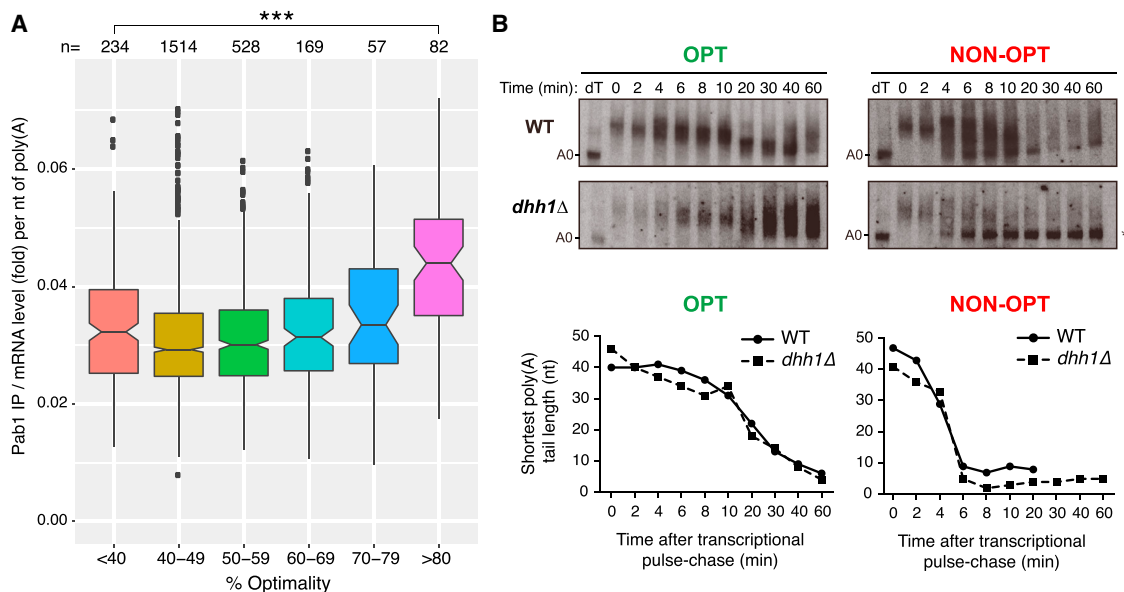 A
***
n= 234 1514 528 169 57 82
Pab1 IP / mRNA level (fold) per nt of poly(A)
0.06
0.04
0.02
0.00
<40 40–49 50–59 60–69 70–79 >80
% Optimality
B
OPT
NON-OPT
Time (min): dT 0 2 4 6 8 10 20 30 40 60
dT 0 2 4 6 8 10 20 30 40 60
WT
A0
A0
dhh1Δ
A0
A0
*
OPT
NON-OPT
Shortest poly(A)
tail length (nt)
50
40
30
20
10
0
WT
dhh1Δ
0 2 4 6 8 10 20 30 40 60
Time after transcriptional
pulse-chase (min)
50
40
30
20
10
0
WT
dhh1Δ
0 2 4 6 8 10 20 30 40 60
Time after transcriptional
pulse-chase (min)